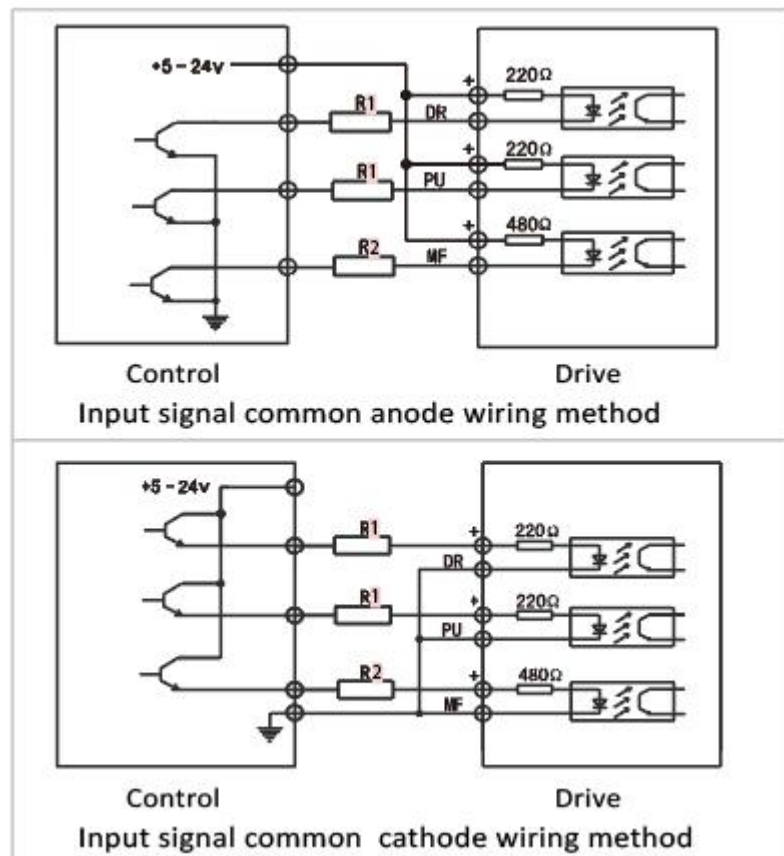 +5-24v
220Ω
+
R1
DR
220Ω
+
R1
PU
480Ω
+
R2
MF
Control
Drive
Input signal common anode wiring method
+5-24v
R1
+
220Ω
DR
R1
+
220Ω
PU
R2
+
480Ω
MF
Control
Drive
Input signal common cathode wiring method